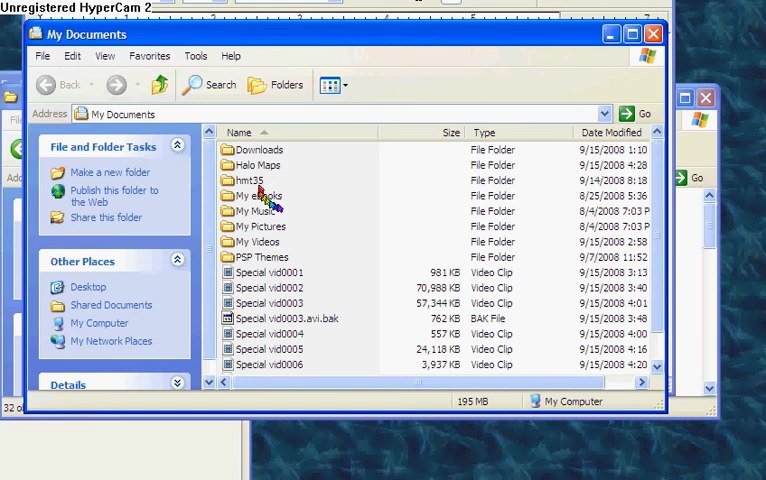 Unregistered HyperCam 2
My Documents
File Edit View Favorites Tools Help
Back Search Folders
Address My Documents Go
Go
File and Folder Tasks
Make a new folder
Publish this folder to
the Web
Share this folder
Other Places
Desktop
Shared Documents
My Computer
My Network Places
Details
Name Size Type Date Modified
Downloads File Folder 9/15/2008 1:10
Halo Maps File Folder 9/15/2008 4:28
hmt35 File Folder 9/14/2008 8:18
My eBooks File Folder 8/25/2008 5:36
My Music File Folder 8/4/2008 7:03 P
My Pictures File Folder 8/4/2008 7:03 P
My Videos File Folder 9/15/2008 2:58
PSP Themes File Folder 9/7/2008 11:52
Special vid0001 981 KB Video Clip 9/15/2008 3:13
Special vid0002 70,988 KB Video Clip 9/15/2008 3:40
Special vid0003 57,344 KB Video Clip 9/15/2008 4:01
Special vid0003.avi.bak 762 KB BAK File 9/15/2008 3:48
Special vid0004 557 KB Video Clip 9/15/2008 4:00
Special vid0005 24,118 KB Video Clip 9/15/2008 4:16
Special vid0006 3,937 KB Video Clip 9/15/2008 4:20
195 MB My Computer